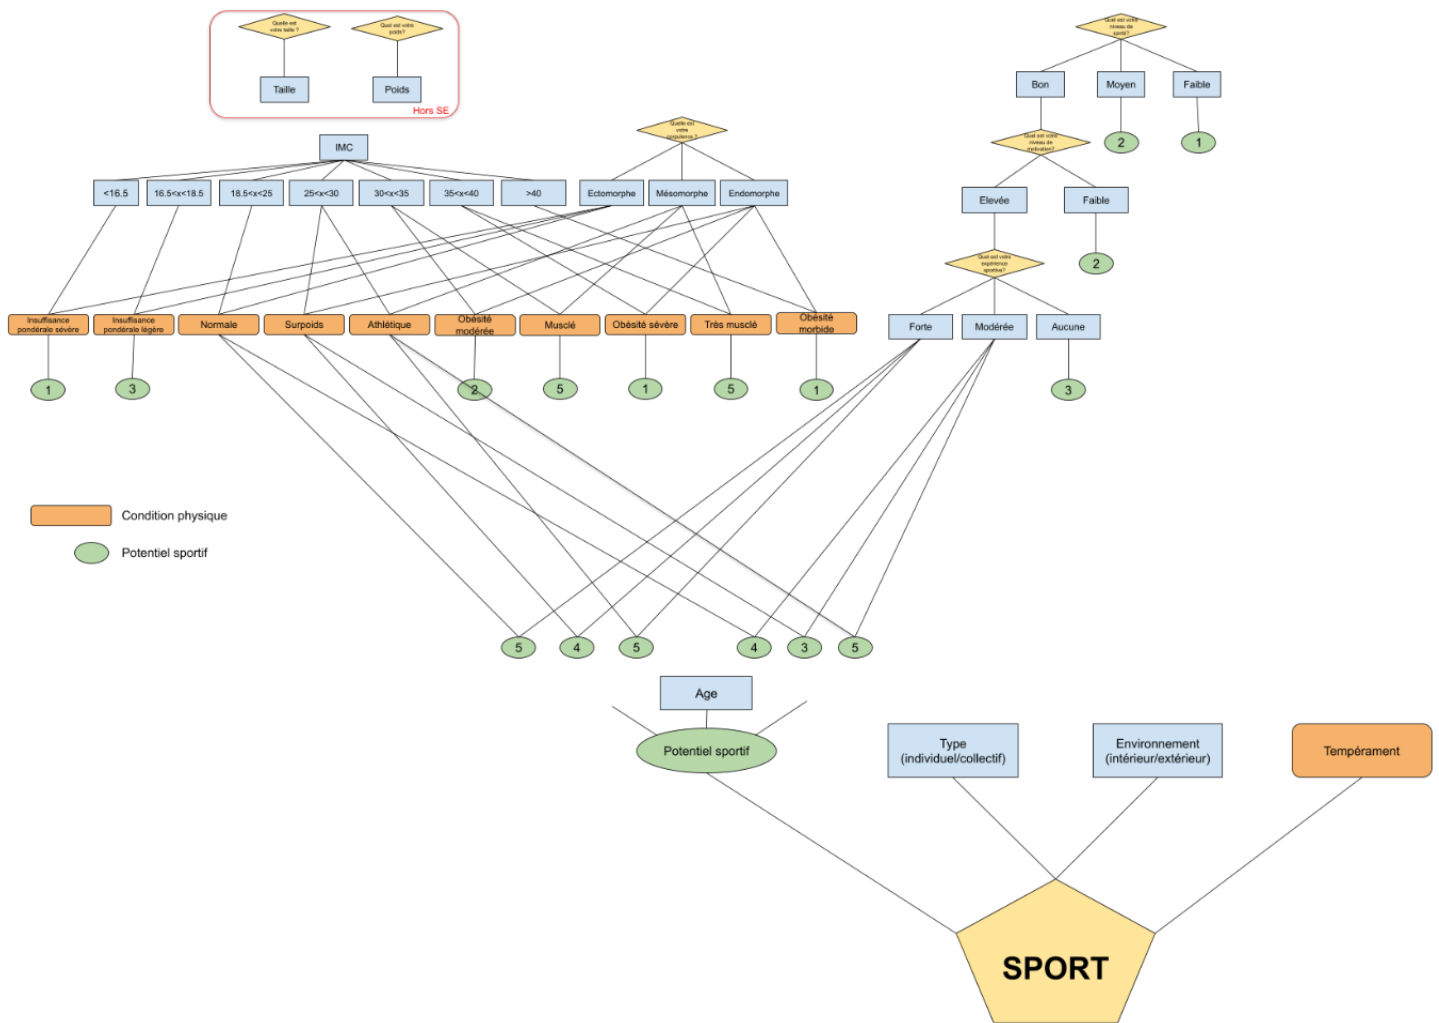 Quelle est
votre taille ?
Quel est votre
poids?
Taille
Poids
Hors SE
Quel est votre
niveau de
santé?
Bon
Moyen
Faible
2
1
Quel est votre
niveau de
motivation?
Elevée
Faible
2
Quel est votre
expérience
sportive?
Forte
Modérée
Aucune
3
IMC
<16.5
16.5<x<18.5
18.5<x<25
25<x<30
30<x<35
35<x<40
>40
Quelle est
votre
corpulence ?
Ectomorphe
Mésomorphe
Endomorphe
Insuffisance
pondérale sévère
Insuffisance
pondérale légère
Normale
Surpoids
Athlétique
Obésité
modérée
Musclé
Obésité sévère
Très musclé
Obésité
morbide
1
3
2
5
1
5
1
Condition physique
Potentiel sportif
5
4
5
4
3
5
Age
Potentiel sportif
Type
(individuel/collectif)
Environnement
(intérieur/extérieur)
Tempérament
SPORT